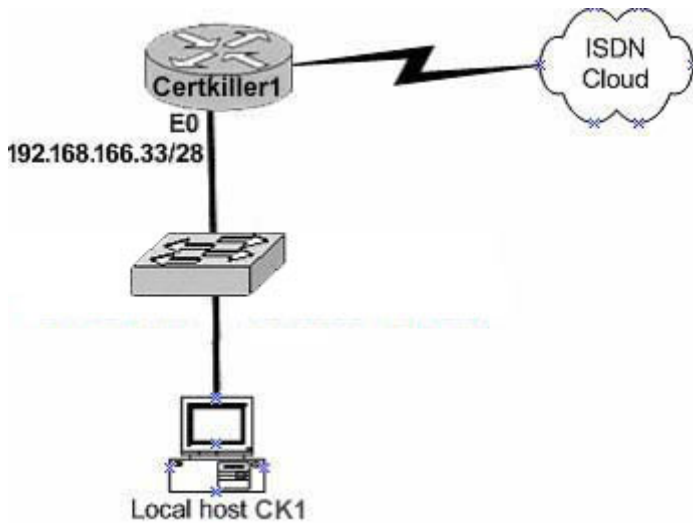 ISDN
Cloud
Certkiller1
E0
192.168.166.33/28
Local host CK1